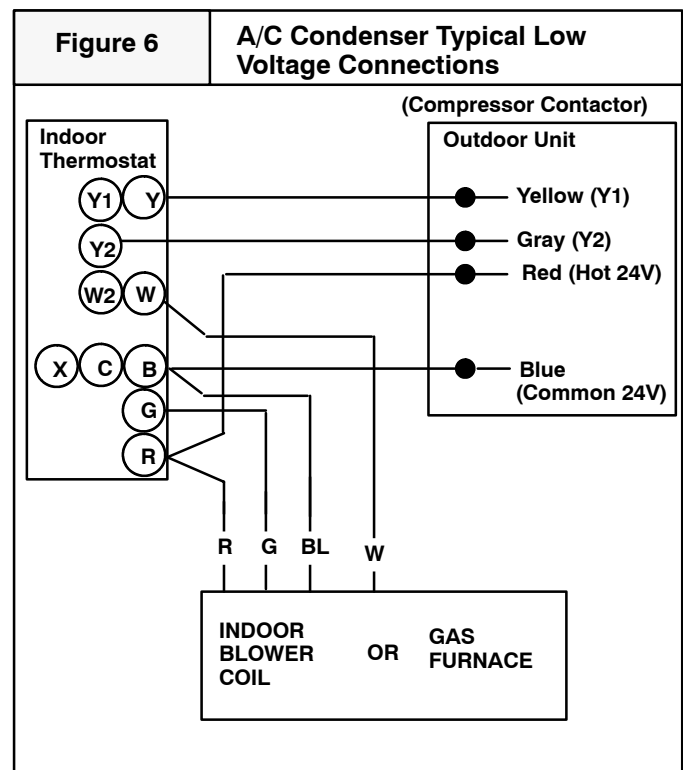 Figure 6
A/C Condenser Typical Low
Voltage Connections
(Compressor Contactor)
Indoor
Thermostat
Outdoor Unit
Y1 Y
Yellow (Y1)
Y2
Gray (Y2)
Red (Hot 24V)
W2 W
X C B
Blue
(Common 24V)
G
R
R G BL W
INDOOR
BLOWER
COIL
OR
GAS
FURNACE